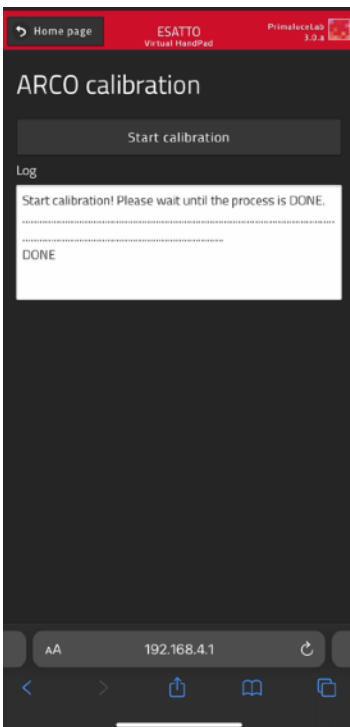 Home page
ESATTO
Virtual HandPad
PrimaluceLab
3.0.a
ARCO calibration
Start calibration
Log
Start calibration! Please wait until the process is DONE.
................................................................................................
..............................................................
DONE
AA
192.168.4.1